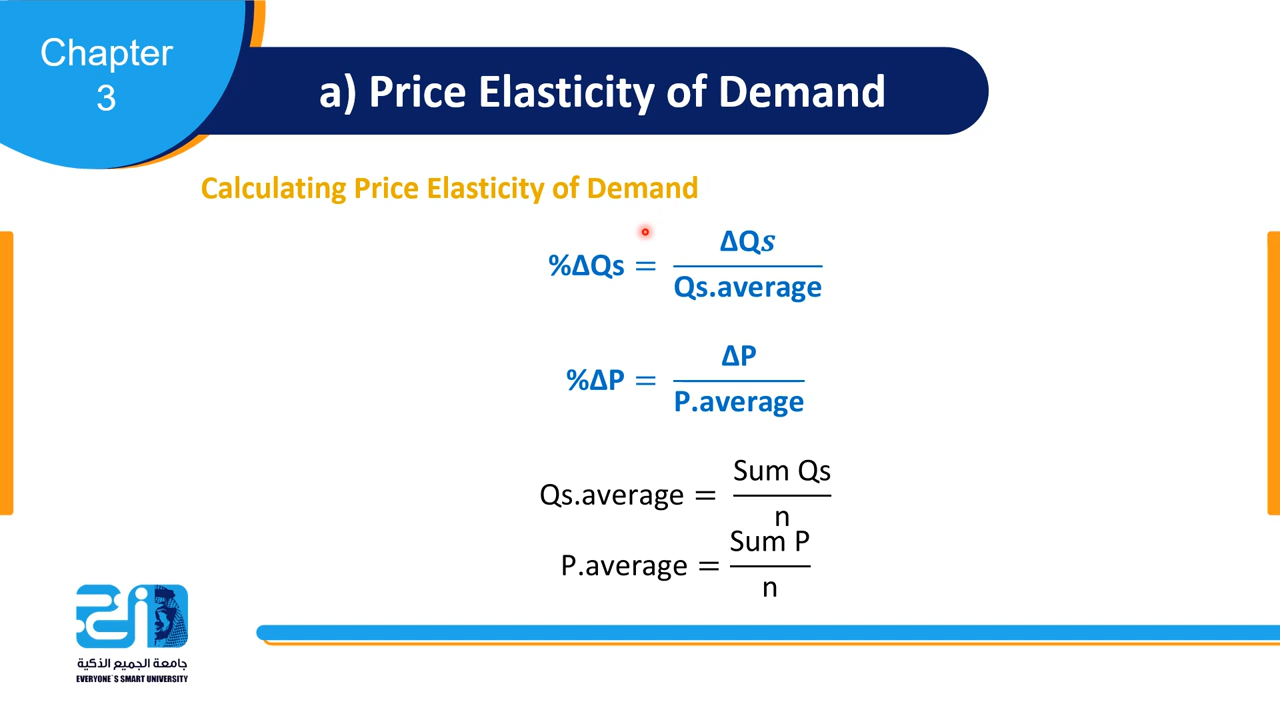 Chapter
3
a) Price Elasticity of Demand
Calculating Price Elasticity of Demand
%ΔQs = ΔQs / Qs.average
%ΔP = ΔP / P.average
Qs.average = Sum Qs / n
P.average = Sum P / n
جامعة الجميع الذكية
EVERYONE`S SMART UNIVERSITY